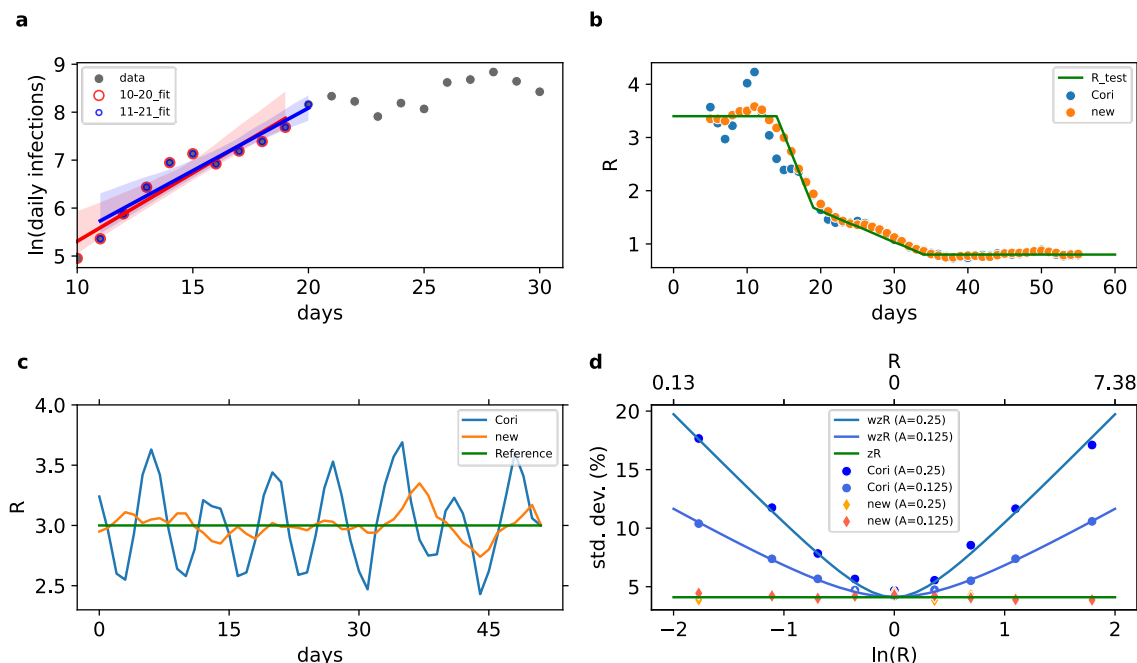 a
ln(daily infections)
9
8
7
6
5
data
10–20_fit
11–21_fit
10
15
20
25
30
days
b
R
4
3
2
1
R_test
Cori
new
0
10
20
30
40
50
60
days
c
R
4.0
3.5
3.0
2.5
Cori
new
Reference
0
15
30
45
days
d
R
0.13
0
7.38
std. dev. (%)
20
15
10
5
wzR (A=0.25)
wzR (A=0.125)
zR
Cori (A=0.25)
Cori (A=0.125)
new (A=0.25)
new (A=0.125)
−2
−1
0
1
2
ln(R)